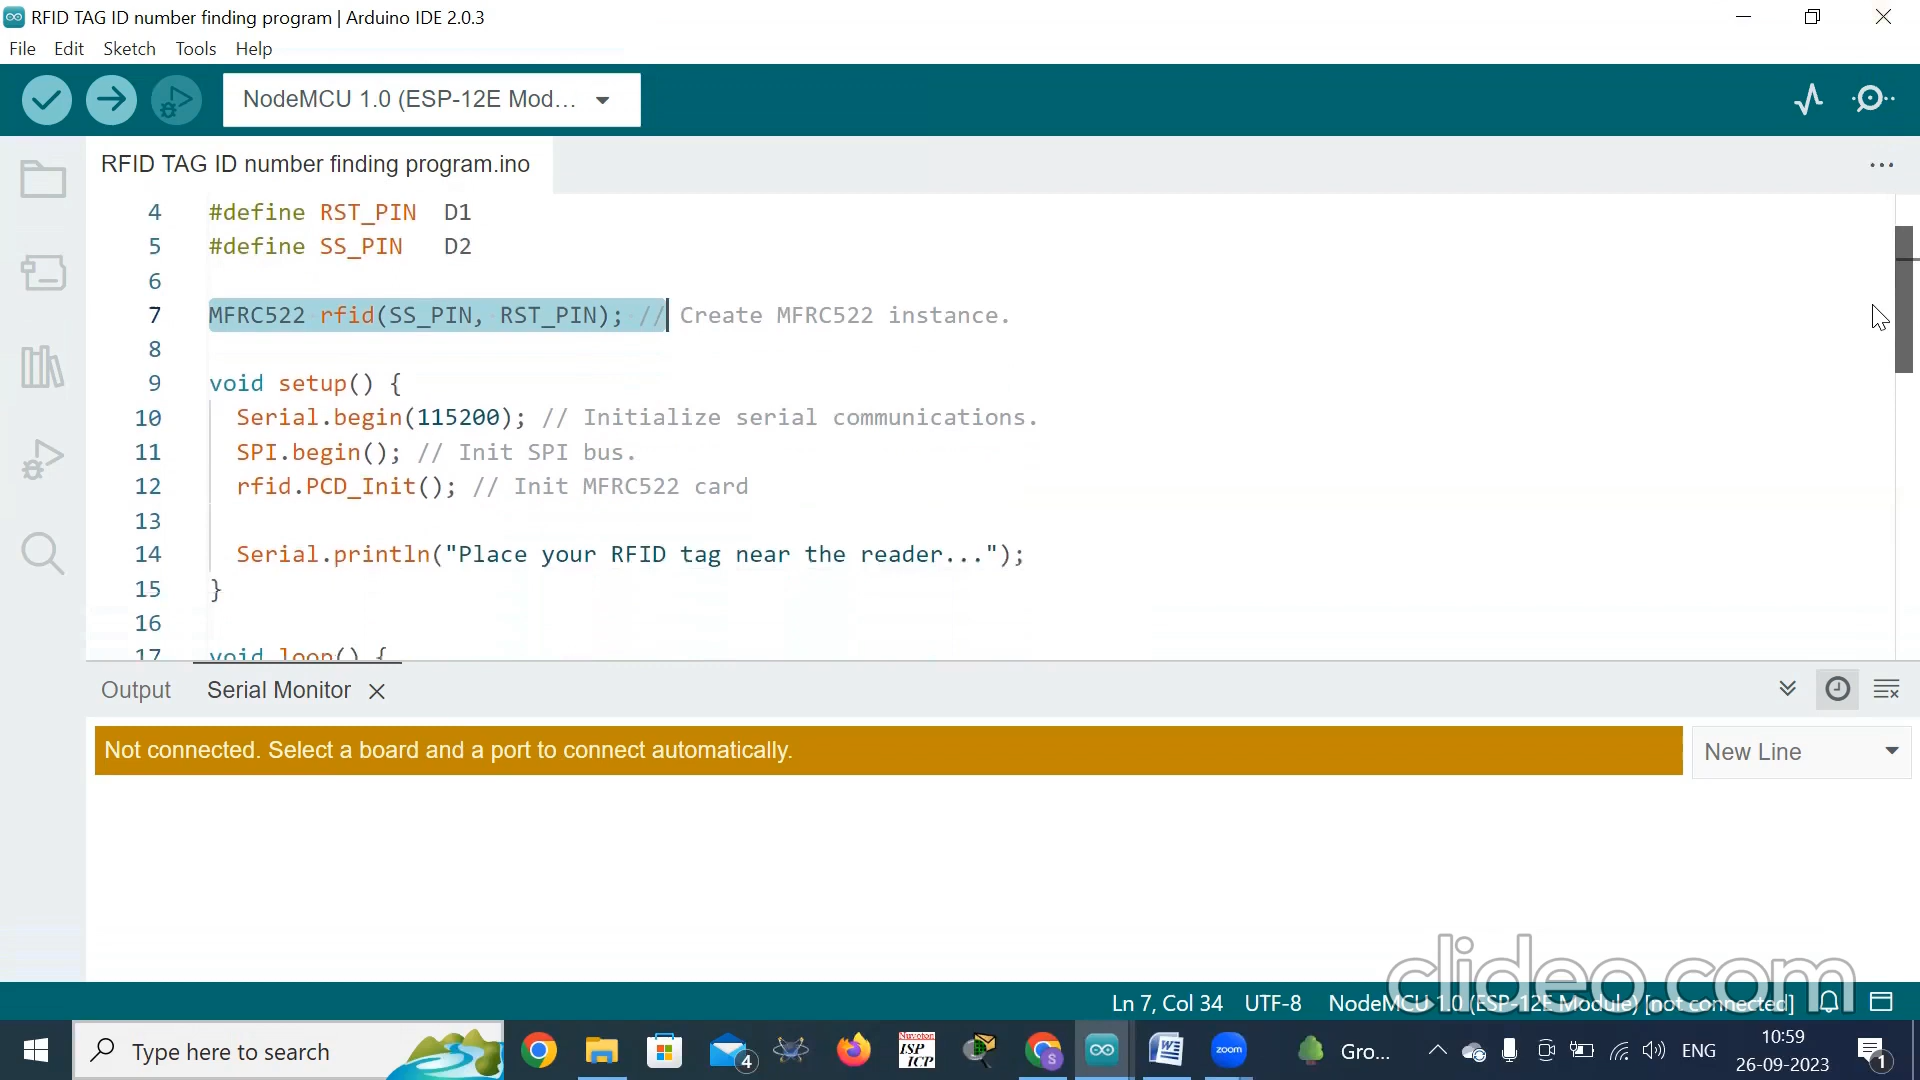 RFID TAG ID number finding program | Arduino IDE 2.0.3
File Edit Sketch Tools Help
NodeMCU 1.0 (ESP-12E Mod...
RFID TAG ID number finding program.ino
4 #define RST_PIN D1
5 #define SS_PIN D2
6
7 MFRC522 rfid(SS_PIN, RST_PIN); // Create MFRC522 instance.
8
9 void setup() {
10 Serial.begin(115200); // Initialize serial communications.
11 SPI.begin(); // Init SPI bus.
12 rfid.PCD_Init(); // Init MFRC522 card
13
14 Serial.println("Place your RFID tag near the reader...");
15 }
16
17 void loop() {
Output Serial Monitor
Not connected. Select a board and a port to connect automatically.
New Line
clideo.com
Ln 7, Col 34 UTF-8 NodeMCU 1.0 (ESP-12E Module) [not connected]
Type here to search
4
Nuvoton
ISP
ICP
S
zoom
Gro...
ENG
10:59
26-09-2023
1